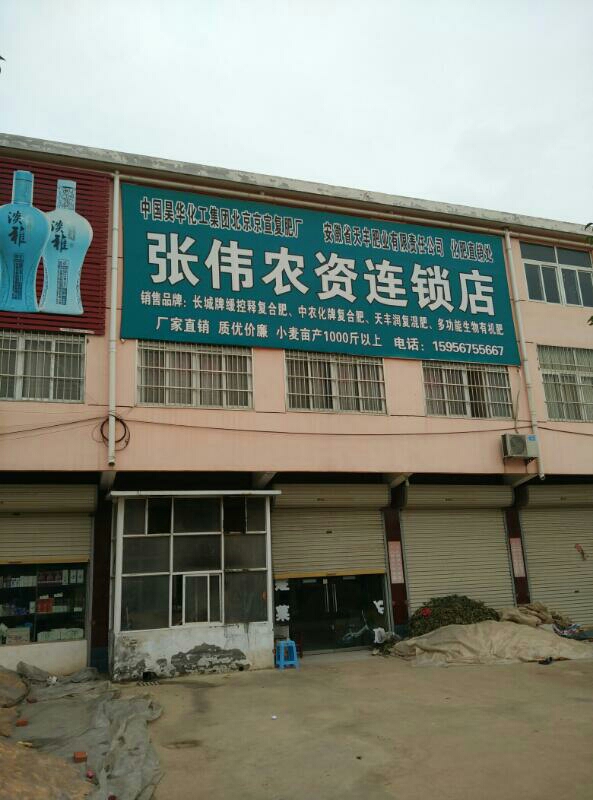 淡雅
淡雅
中国昊华化工集团北京京宜复肥厂 安徽省天丰肥业有限责任公司 化肥直销处
张伟农资连锁店
销售品牌：长城牌缓控释复合肥、中农化牌复合肥、天丰润复混肥、多功能生物有机肥
厂家直销 质优价廉 小麦亩产1000斤以上 电话：15956755667